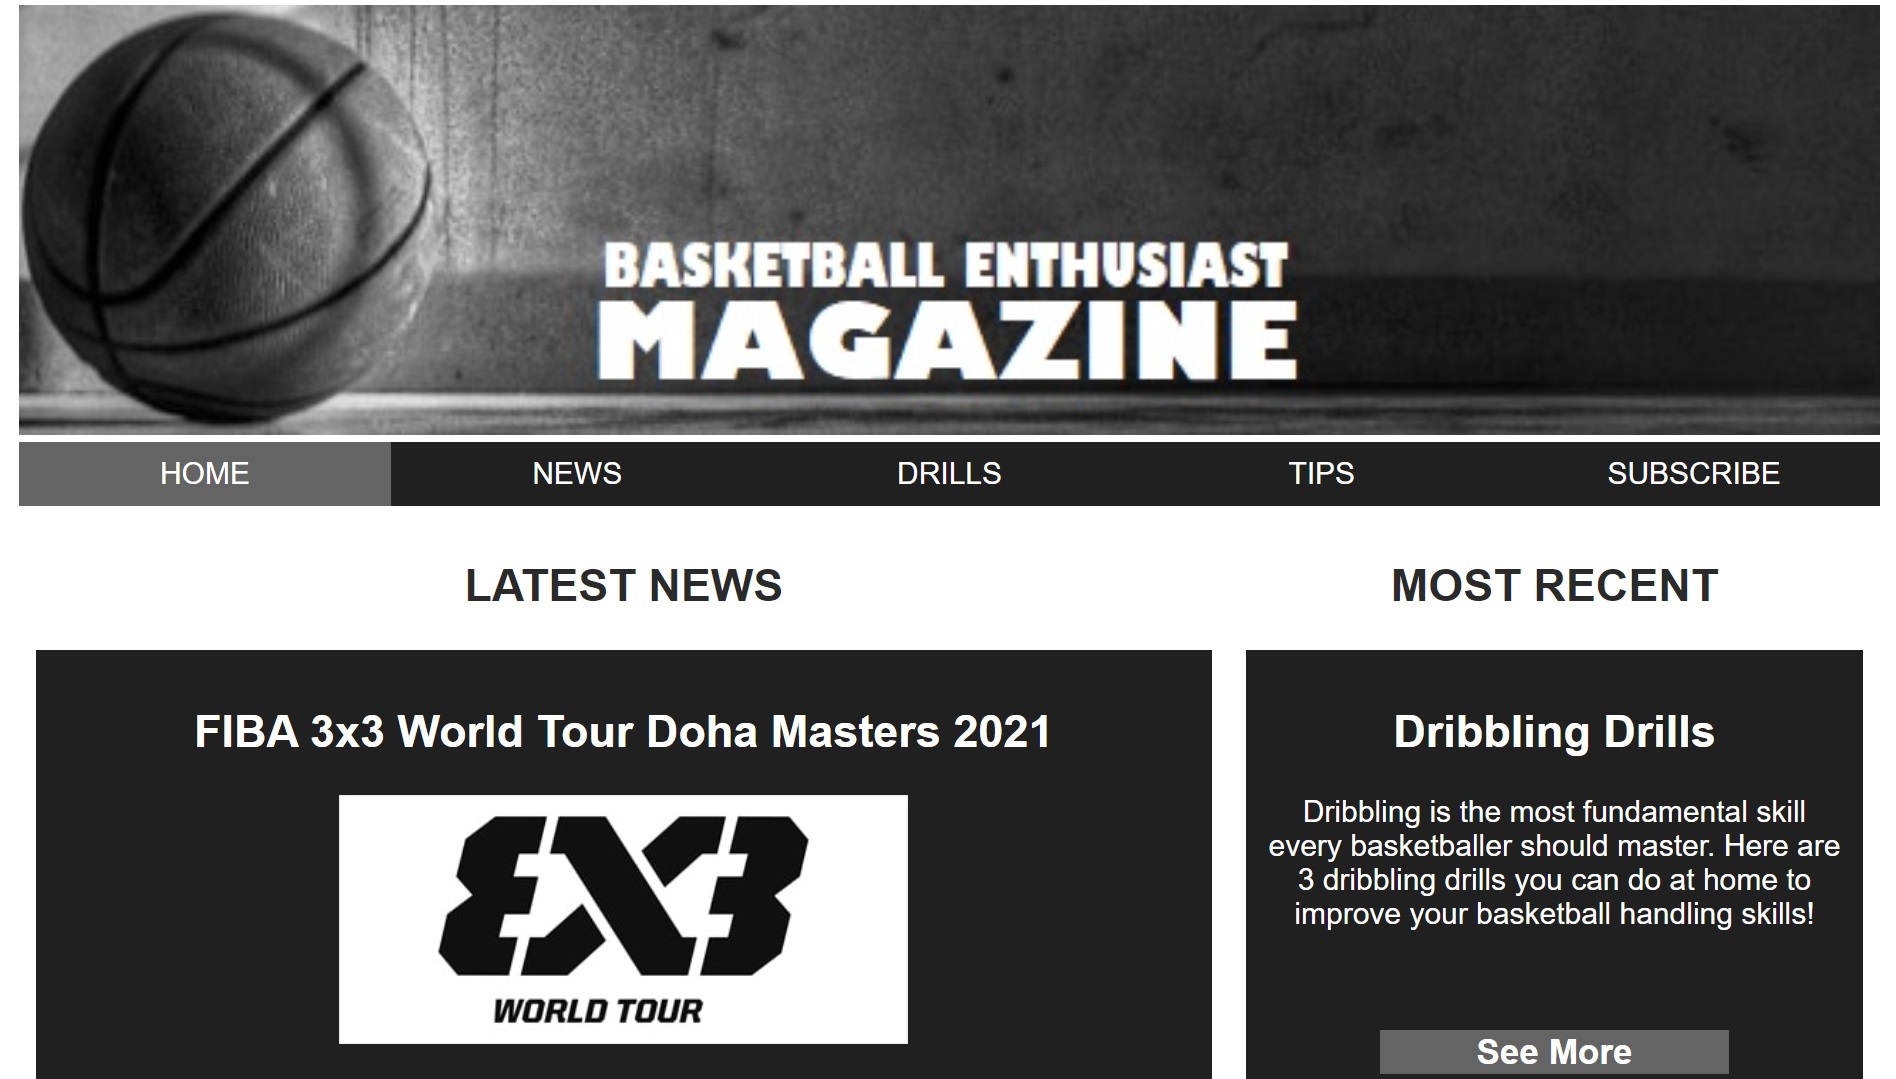 BASKETBALL ENTHUSIAST
MAGAZINE
HOME NEWS DRILLS TIPS SUBSCRIBE
LATEST NEWS
FIBA 3x3 World Tour Doha Masters 2021
3X3
WORLD TOUR
MOST RECENT
Dribbling Drills
Dribbling is the most fundamental skill
every basketballer should master. Here are
3 dribbling drills you can do at home to
improve your basketball handling skills!
See More